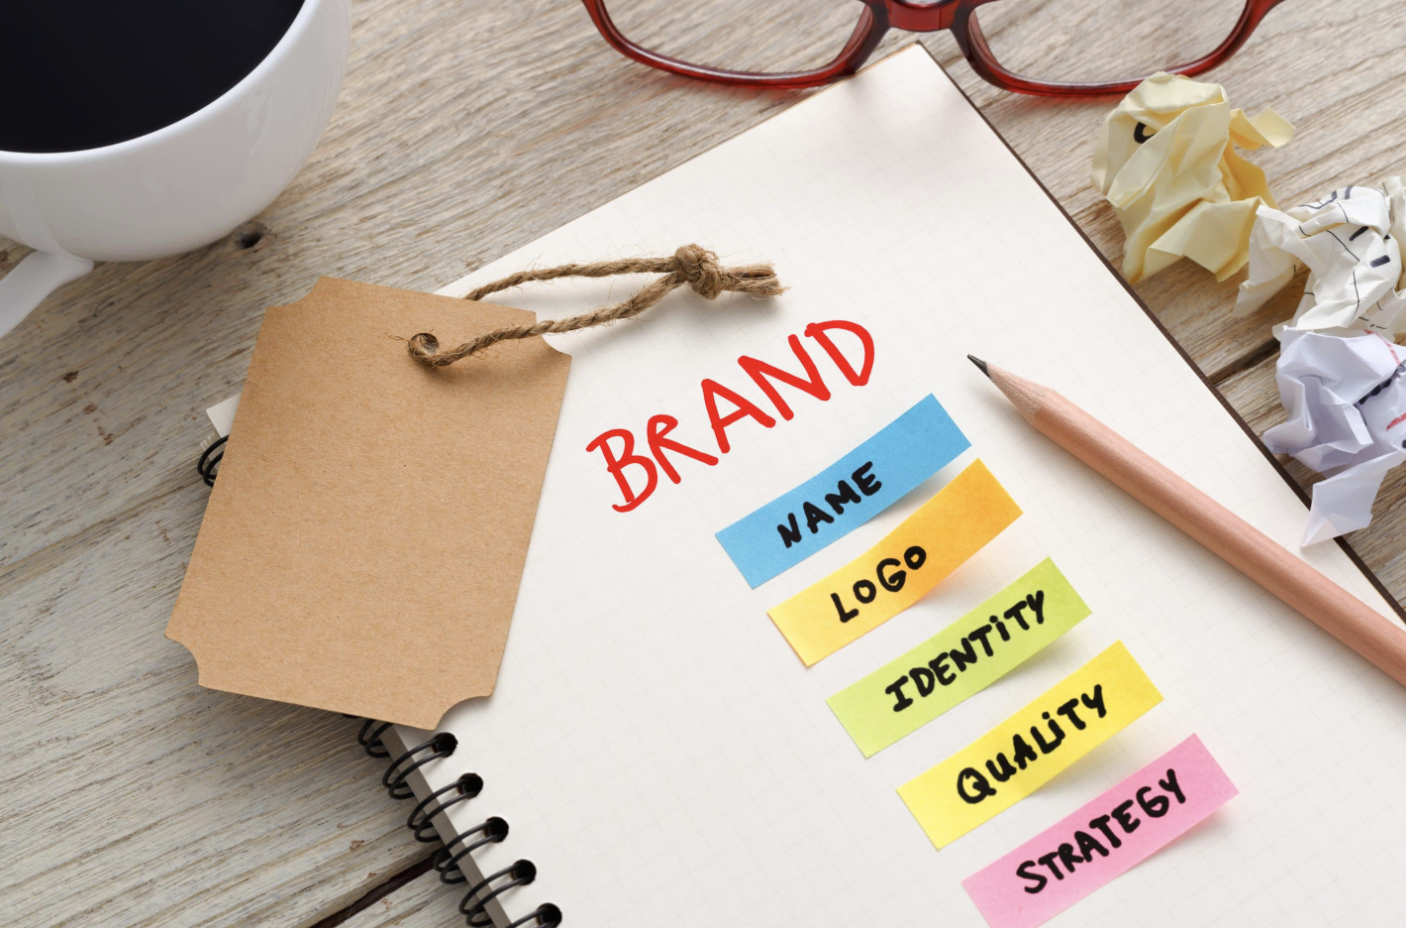 BRAND
NAME
LOGO
IDENTITY
QUALITY
STRATEGY